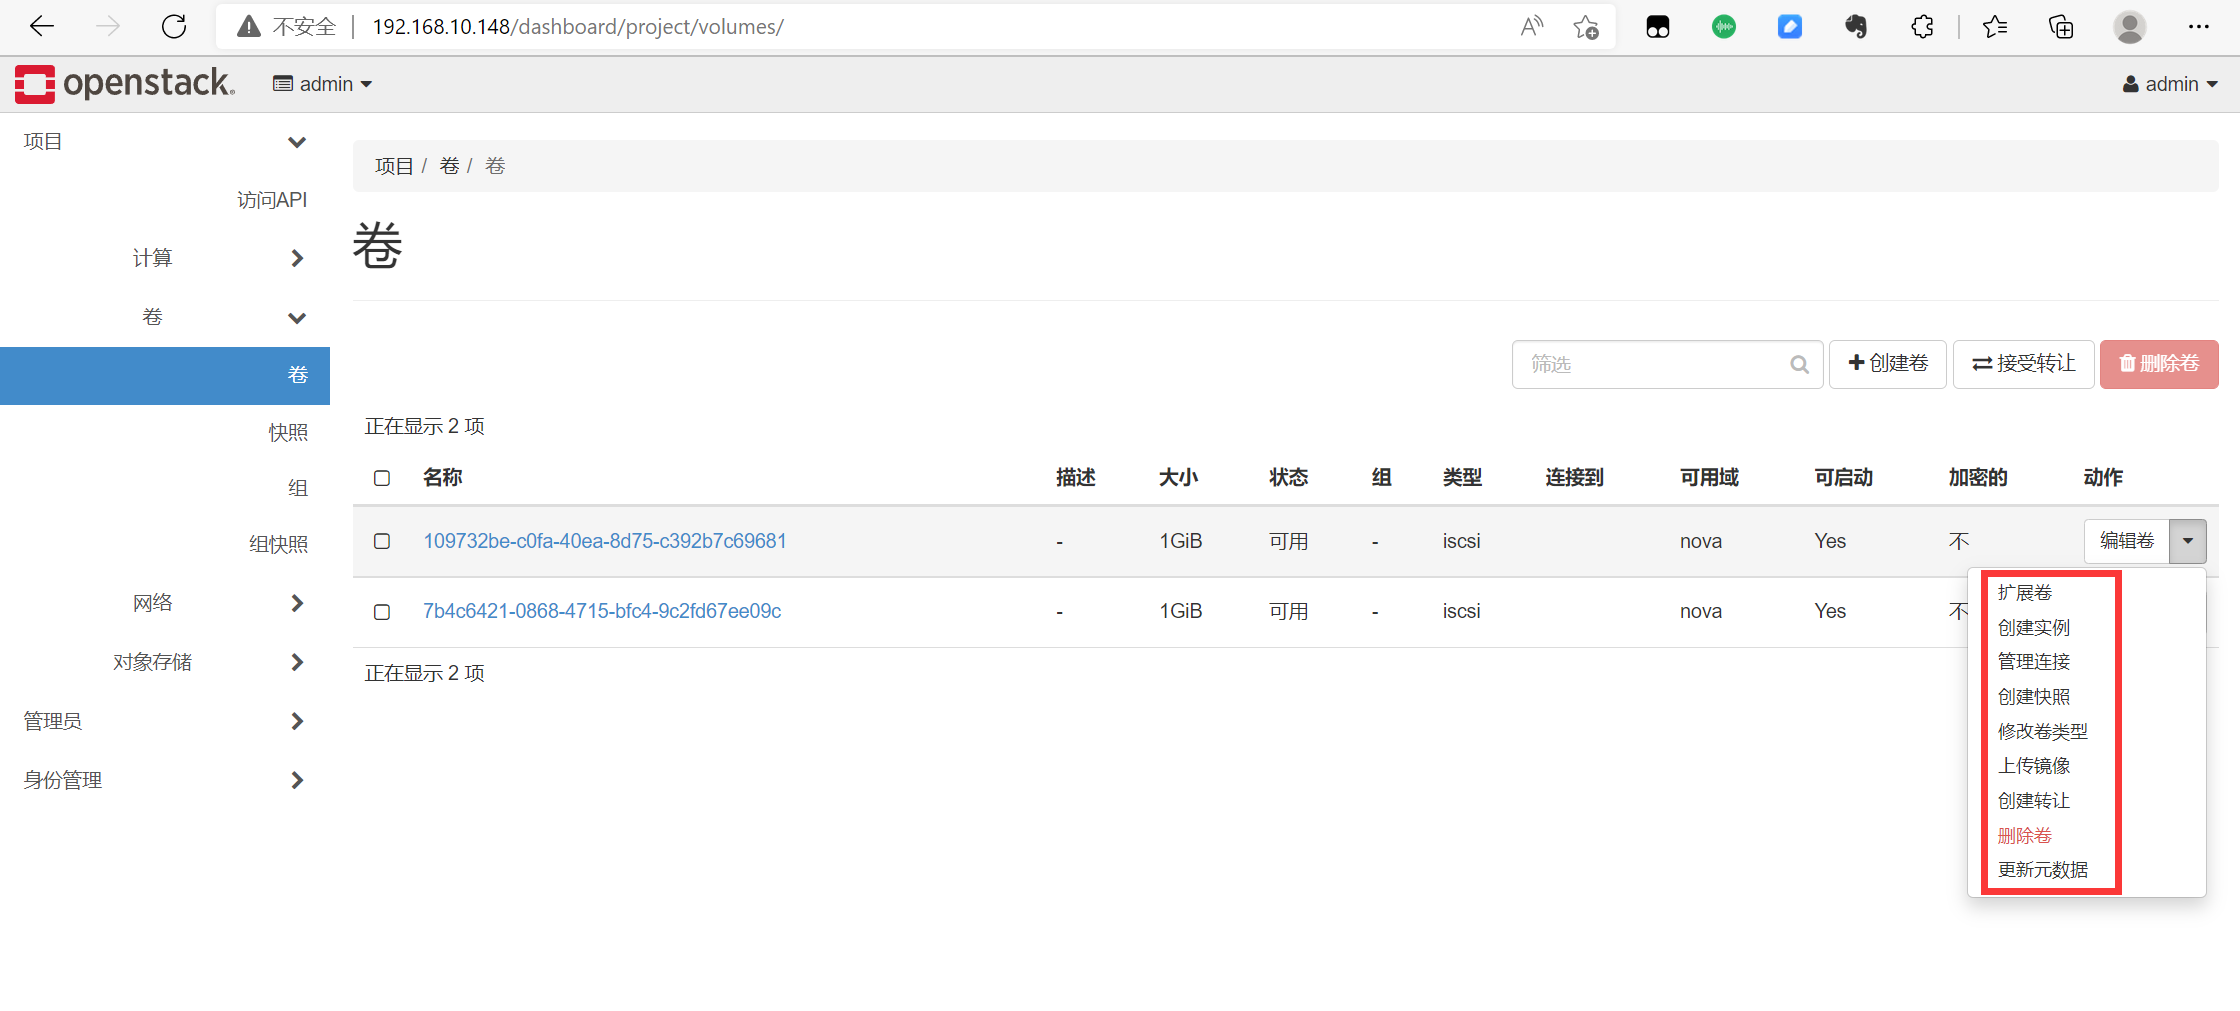 不安全 | 192.168.10.148/dashboard/project/volumes/
openstack.
admin
admin
项目
访问API
计算
卷
卷
快照
组
组快照
网络
对象存储
管理员
身份管理
项目 / 卷 / 卷
卷
筛选
创建卷
接受转让
删除卷
正在显示 2 项
名称 描述 大小 状态 组 类型 连接到 可用域 可启动 加密的 动作
109732be-c0fa-40ea-8d75-c392b7c69681 - 1GiB 可用 - iscsi nova Yes 不 编辑卷
7b4c6421-0868-4715-bfc4-9c2fd67ee09c - 1GiB 可用 - iscsi nova Yes 不
正在显示 2 项
扩展卷
创建实例
管理连接
创建快照
修改卷类型
上传镜像
创建转让
删除卷
更新元数据